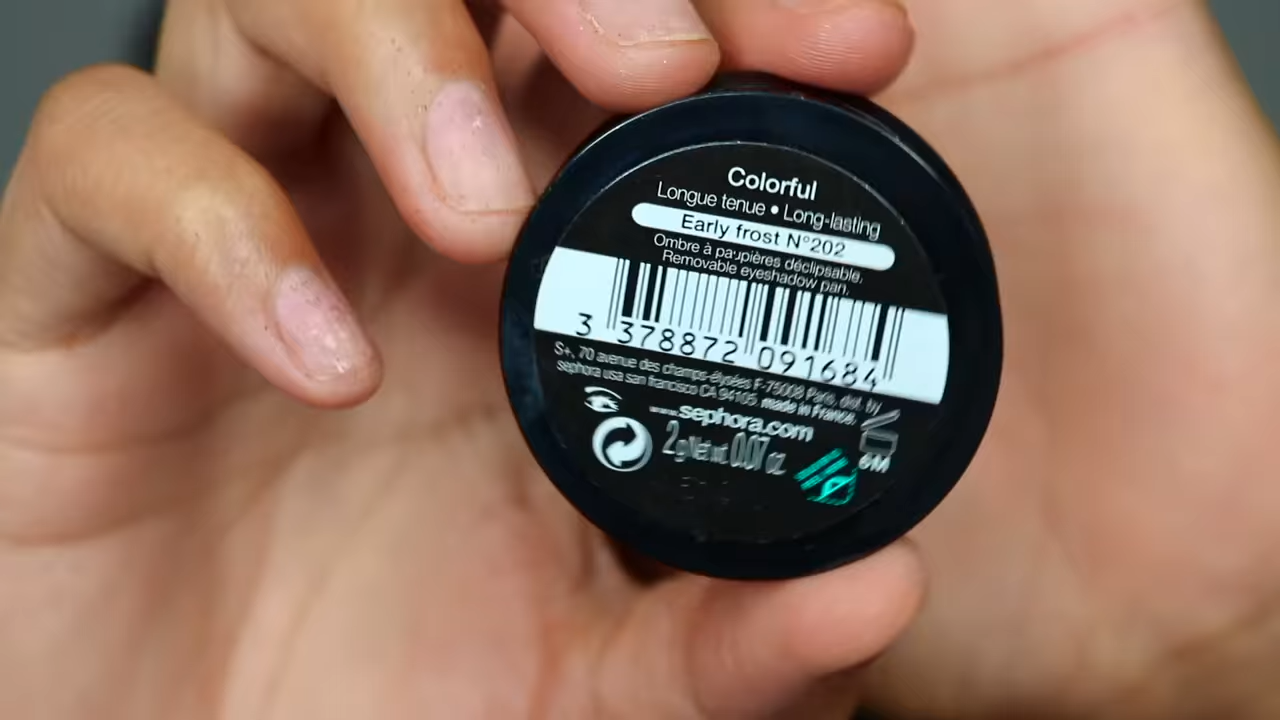 Colorful
Longue tenue • Long-lasting
Early frost N°202
Ombre à paupières déclipsable.
Removable eyeshadow pan.
3 378872 091684
S+, 70 avenue des champs-élysées F-75008 Paris, dist. by
sephora usa san francisco CA 94105. made in France.
www.sephora.com
2g Net wt. 0.07 oz
6M